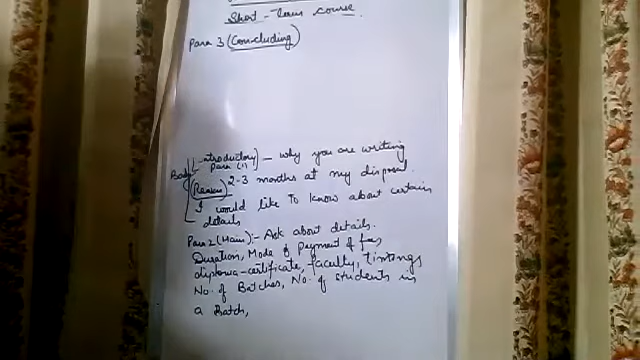 Short-Term course
Para 3 (Concluding)
Introductory - why you are writing
Para (1)
Body
(Reason) 2-3 months at my disposal.
I would like to know about certain
details
Para 2 (Main):- Ask about details.
Duration, Mode of Payment of fees
diploma-certificate, faculty, timings
No. of Batches, No. of students in
a Batch,